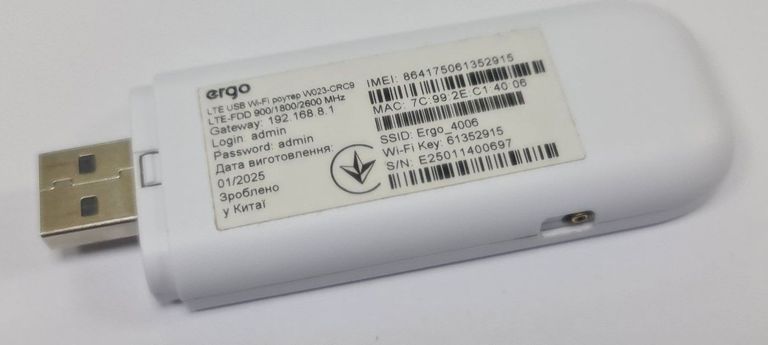 ergo
LTE USB Wi-Fi роутер W023-CRC9
LTE-FDD 900/1800/2600 MHz
Gateway: 192.168.8.1
Login: admin
Password: admin
Дата виготовлення:
01/2025
Зроблено
у Китаї
IMEI: 864175061352915
MAC: 7C:99:2E:C1:40:06
SSID: Ergo_4006
Wi-Fi Key: 61352915
S/N: E25011400697